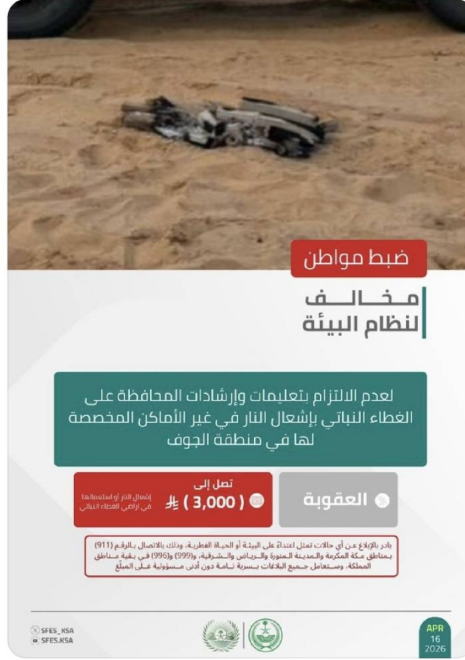 ضبط مواطن
مخالف
لنظام البيئة
لعدم الالتزام بتعليمات وإرشادات المحافظة على
الغطاء النباتي بإشعال النار في غير الأماكن المخصصة
لها في منطقة الجوف
العقوبة
تصل إلى
( 3,000 )
إشعال النار أو استعمالها
في أراضي الغطاء النباتي
بادر بالإبلاغ عن أي حالات تمثل اعتداءً على البيئة أو الحياة الفطرية، وذلك بالاتصال بالرقم (911)
بمناطق مكة المكرمة والمدينة المنورة والرياض والشرقية، و(999) و(996) في بقية مناطق
المملكة، وستعامل جميع البلاغات بسرية تامة دون أدنى مسؤولية على المبلّغ
SFES_KSA
SFES.KSA
APR
16
2026